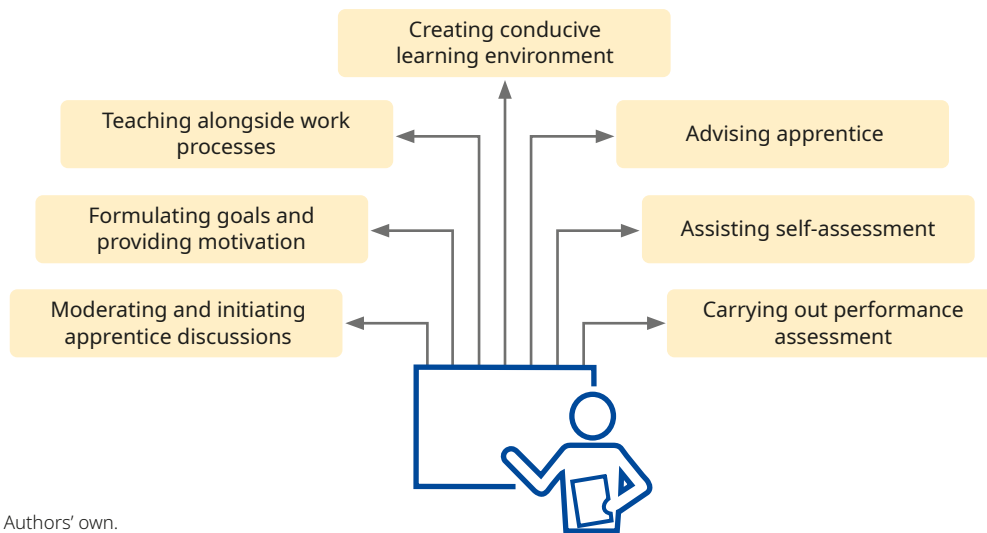 Creating conducive
learning environment
Teaching alongside work
processes
Advising apprentice
Formulating goals and
providing motivation
Assisting self-assessment
Moderating and initiating
apprentice discussions
Carrying out performance
assessment
Authors’ own.